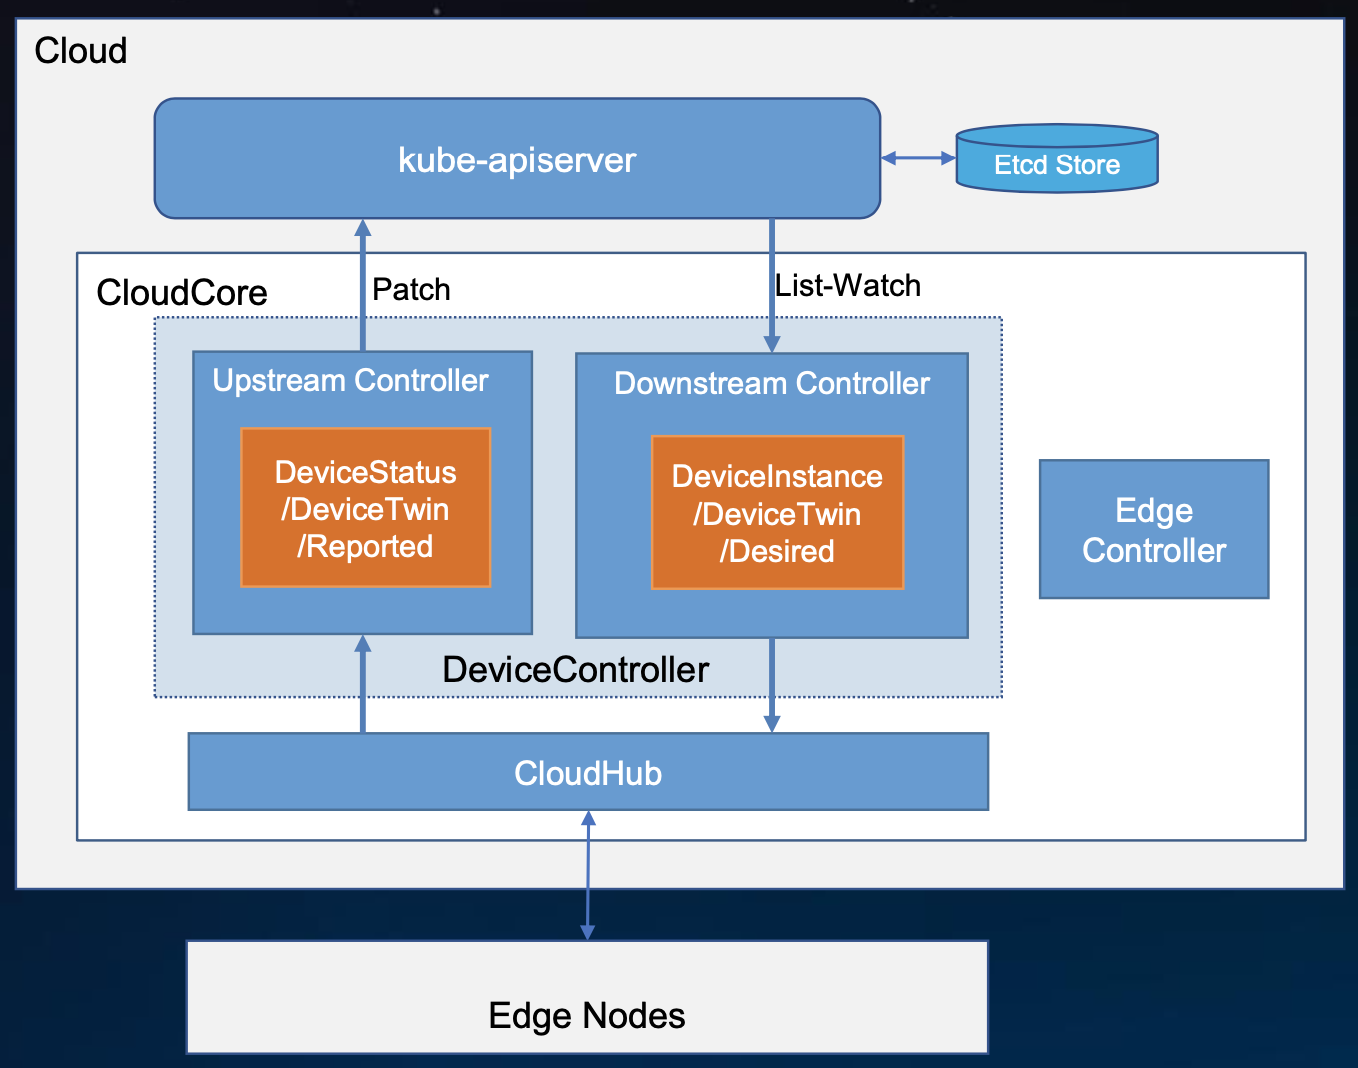 Cloud
kube-apiserver
Etcd Store
CloudCore
Patch
List-Watch
Upstream Controller
DeviceStatus
/DeviceTwin
/Reported
Downstream Controller
DeviceInstance
/DeviceTwin
/Desired
Edge
Controller
DeviceController
CloudHub
Edge Nodes